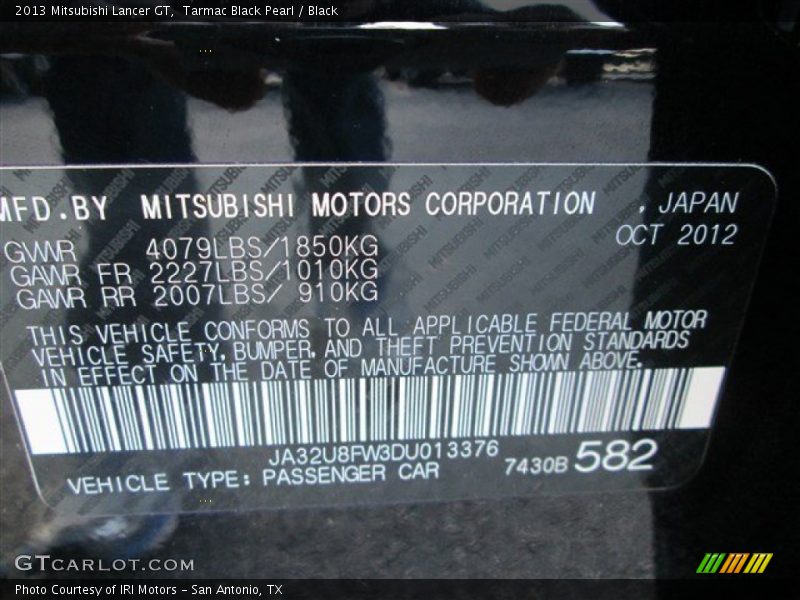 2013 Mitsubishi Lancer GT,  Tarmac Black Pearl / Black
MFD.BY MITSUBISHI MOTORS CORPORATION , JAPAN
OCT 2012
GVWR 4079LBS/1850KG
GAWR FR 2227LBS/1010KG
GAWR RR 2007LBS/ 910KG
THIS VEHICLE CONFORMS TO ALL APPLICABLE FEDERAL MOTOR
VEHICLE SAFETY, BUMPER, AND THEFT PREVENTION STANDARDS
IN EFFECT ON THE DATE OF MANUFACTURE SHOWN ABOVE.
JA32U8FW3DU013376
VEHICLE TYPE: PASSENGER CAR 7430B 582
GTCARLOT.COM
Photo Courtesy of IRI Motors - San Antonio, TX